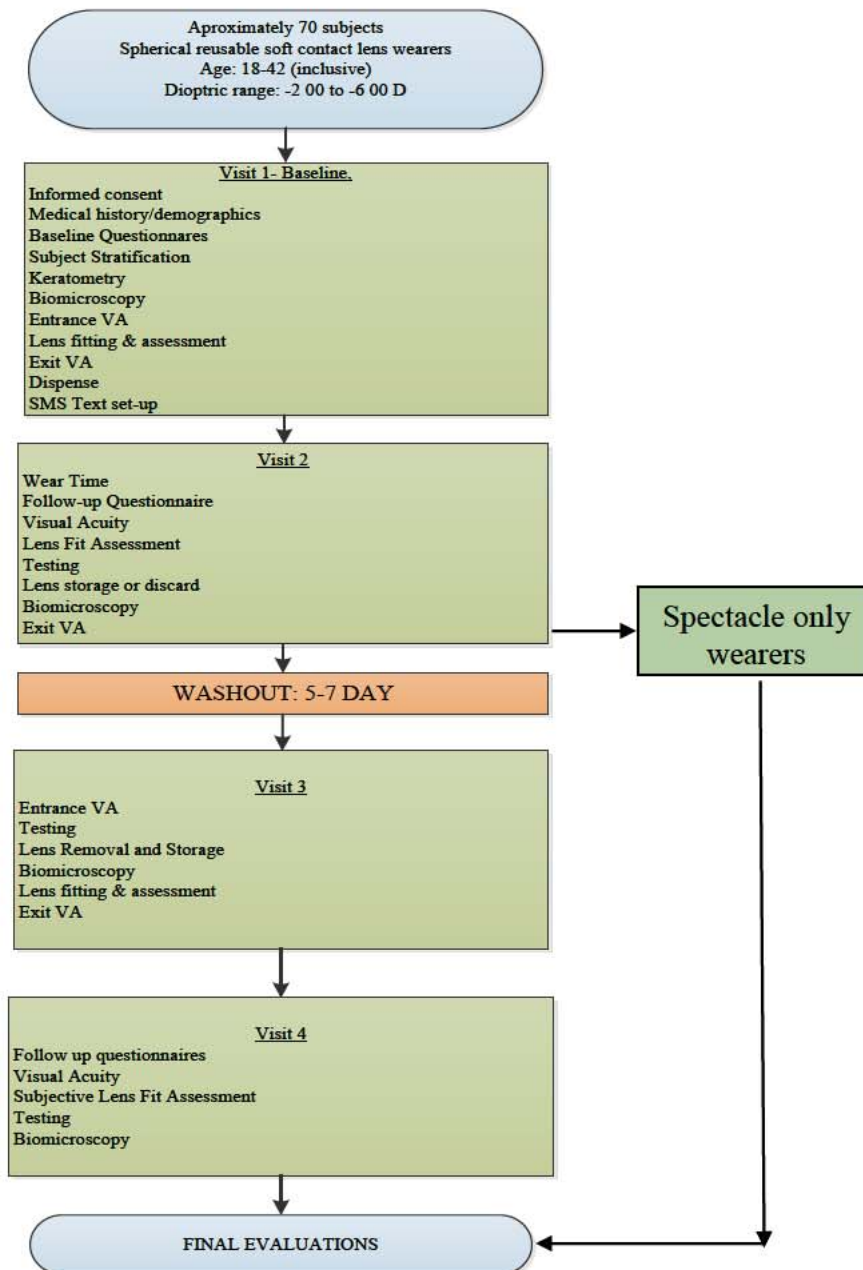 Aproximately 70 subjects
Spherical reusable soft contact lens wearers
Age: 18-42 (inclusive)
Dioptric range: -2 00 to -6 00 D
Visit 1- Baseline.
Informed consent
Medical history/demographics
Baseline Questionnares
Subject Stratification
Keratometry
Biomicroscopy
Entrance VA
Lens fitting & assessment
Exit VA
Dispense
SMS Text set-up
Visit 2
Wear Time
Follow-up Questionnaire
Visual Acuity
Lens Fit Assessment
Testing
Lens storage or discard
Biomicroscopy
Exit VA
Spectacle only
wearers
WASHOUT: 5-7 DAY
Visit 3
Entrance VA
Testing
Lens Removal and Storage
Biomicroscopy
Lens fitting & assessment
Exit VA
Visit 4
Follow up questionnaires
Visual Acuity
Subjective Lens Fit Assessment
Testing
Biomicroscopy
FINAL EVALUATIONS